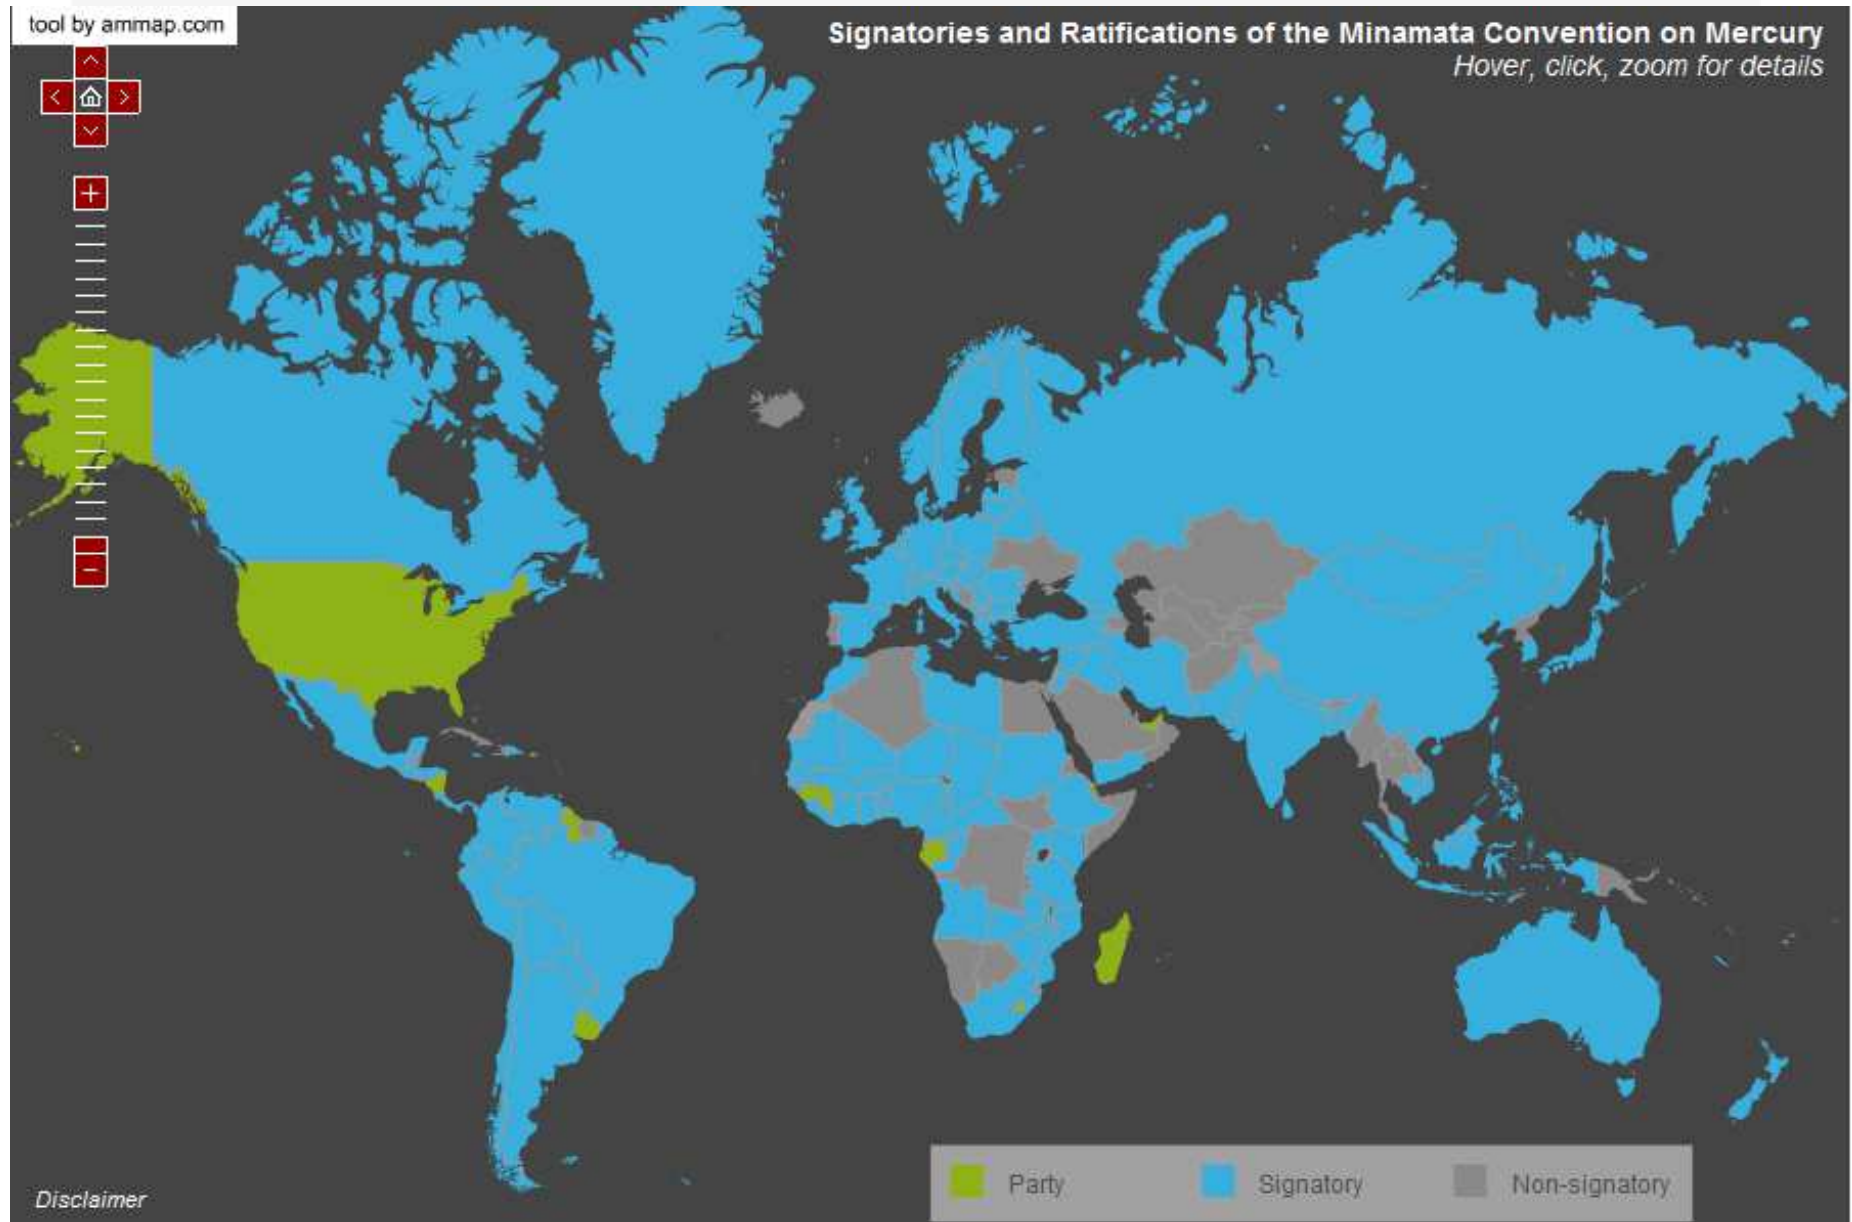 tool by ammap.com
Signatories and Ratifications of the Minamata Convention on Mercury
Hover, click, zoom for details
Party
Signatory
Non-signatory
Disclaimer